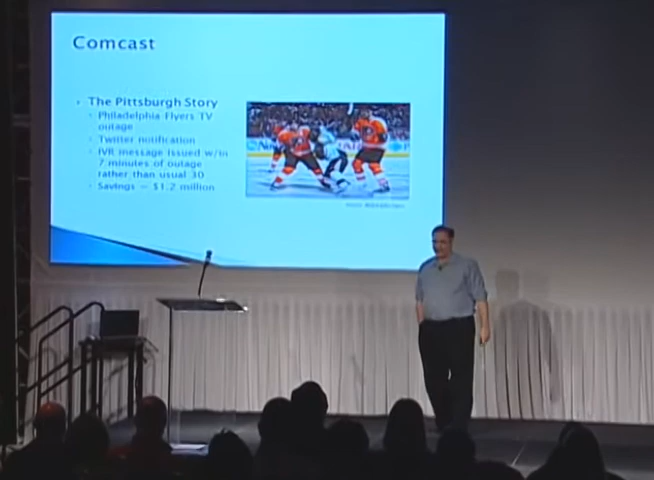 Comcast
The Pittsburgh Story
Philadelphia Flyers TV
outage
Twitter notification
IVR message issued w/in
7 minutes of outage
rather than usual 30
Savings = $1.2 million